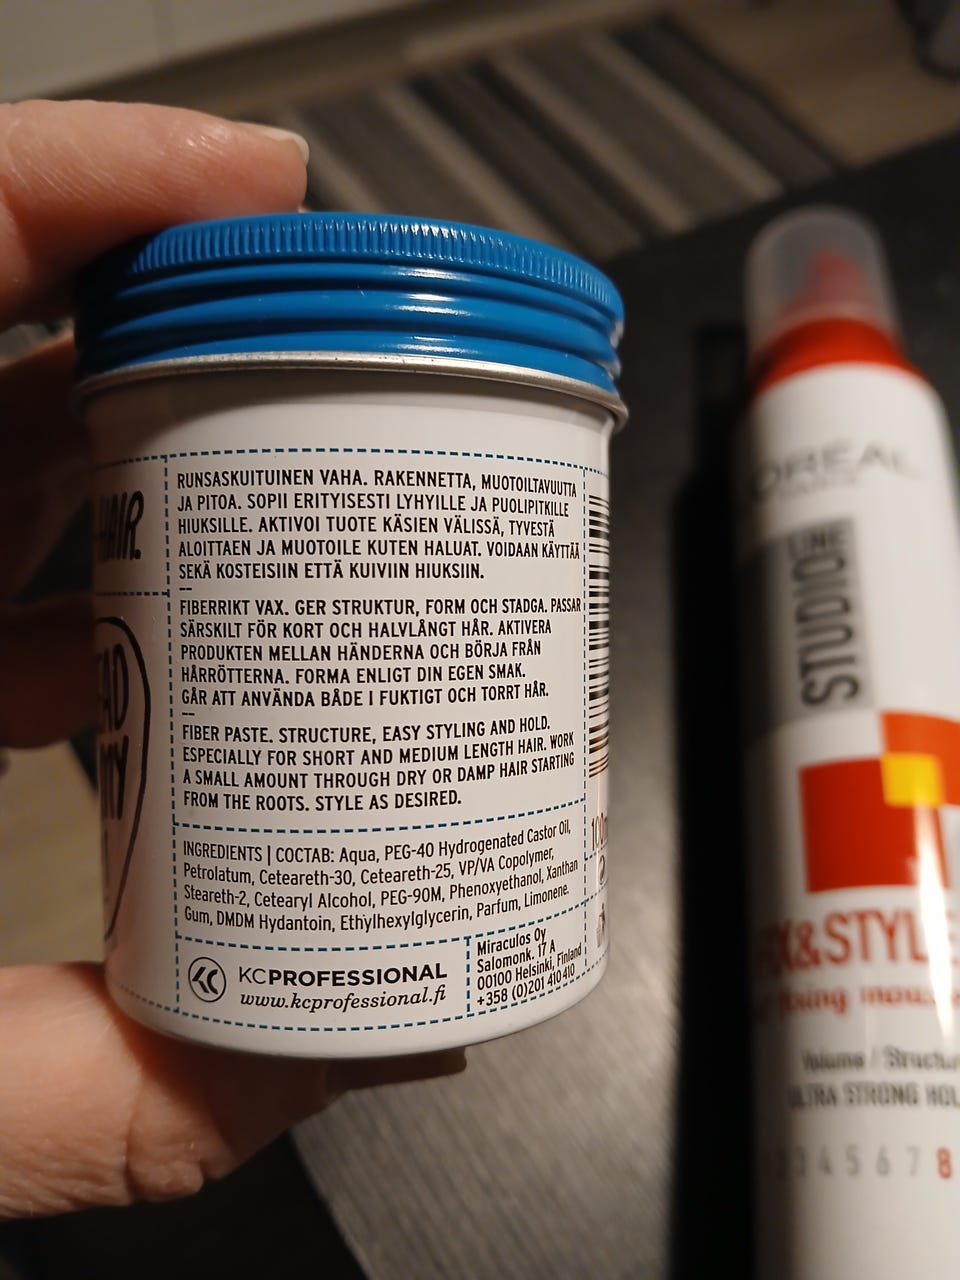 HAIR.
RUNSASKUITUINEN VAHA. RAKENNETTA, MUOTOILTAVUUTTA
JA PITOA. SOPII ERITYISESTI LYHYILLE JA PUOLIPITKILLE
HIUKSILLE. AKTIVOI TUOTE KÄSIEN VÄLISSÄ, TYVESTÄ
ALOITTAEN JA MUOTOILE KUTEN HALUAT. VOIDAAN KÄYTTÄÄ
SEKÄ KOSTEISIIN ETTÄ KUIVIIN HIUKSIIN.
--
FIBERRIKT VAX. GER STRUKTUR, FORM OCH STADGA. PASSAR
SÄRSKILT FÖR KORT OCH HALVLÅNGT HÅR. AKTIVERA
PRODUKTEN MELLAN HÄNDERNA OCH BÖRJA FRÅN
HÅRRÖTTERNA. FORMA ENLIGT DIN EGEN SMAK.
GÅR ATT ANVÄNDA BÅDE I FUKTIGT OCH TORRT HÅR.
--
FIBER PASTE. STRUCTURE, EASY STYLING AND HOLD.
ESPECIALLY FOR SHORT AND MEDIUM LENGTH HAIR. WORK
A SMALL AMOUNT THROUGH DRY OR DAMP HAIR STARTING
FROM THE ROOTS. STYLE AS DESIRED.
INGREDIENTS | COCTAB: Aqua, PEG-40 Hydrogenated Castor Oil,
Petrolatum, Ceteareth-30, Ceteareth-25, VP/VA Copolymer,
Steareth-2, Cetearyl Alcohol, PEG-90M, Phenoxyethanol, Xanthan
Gum, DMDM Hydantoin, Ethylhexylglycerin, Parfum, Limonene.
KCPROFESSIONAL
www.kcprofessional.fi
Miraculos Oy
Salomonk. 17 A
00100 Helsinki, Finland
+358 (0)201 410 410
OREAL
STUDIO LINE
X&STYLE
fixing mous
Volume / Structur
ULTRA STRONG HOL
3 4 5 6 7 8